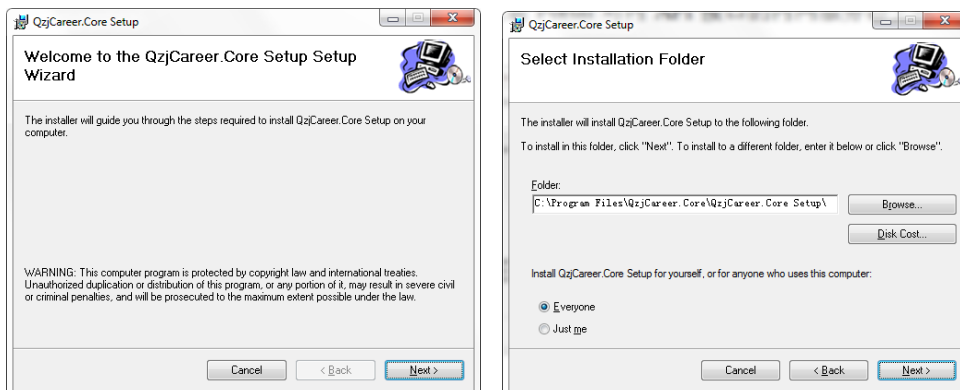 QzjCareer.Core Setup
Welcome to the QzjCareer.Core Setup Setup
Wizard
The installer will guide you through the steps required to install QzjCareer.Core Setup on your
computer.
WARNING: This computer program is protected by copyright law and international treaties.
Unauthorized duplication or distribution of this program, or any portion of it, may result in severe civil
or criminal penalties, and will be prosecuted to the maximum extent possible under the law.
Cancel < Back Next >
QzjCareer.Core Setup
Select Installation Folder
The installer will install QzjCareer.Core Setup to the following folder.
To install in this folder, click "Next". To install to a different folder, enter it below or click "Browse".
Folder:
C:\Program Files\QzjCareer.Core\QzjCareer.Core Setup\ Browse...
Disk Cost...
Install QzjCareer.Core Setup for yourself, or for anyone who uses this computer:
Everyone
Just me
Cancel < Back Next >